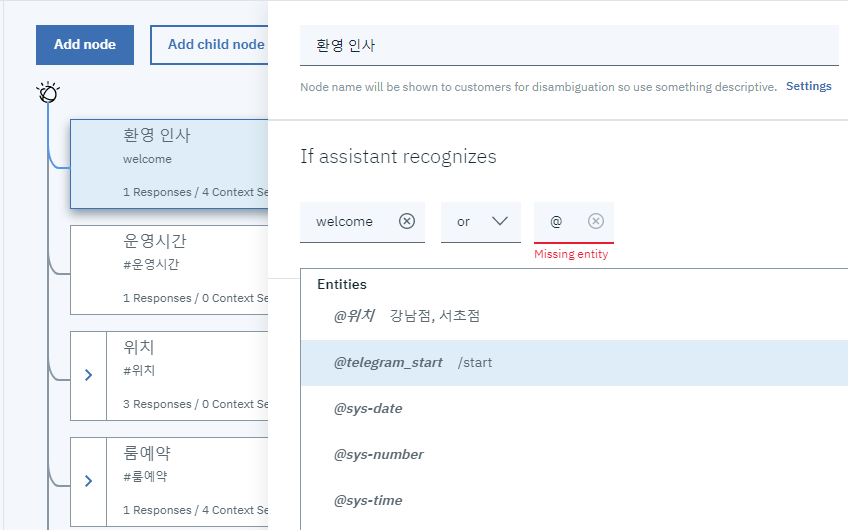 Add node
Add child node
환영 인사
welcome
1 Responses / 4 Context Se
운영시간
#운영시간
1 Responses / 0 Context Se
위치
#위치
3 Responses / 0 Context Se
룸예약
#룸예약
1 Responses / 4 Context Se
환영 인사
Node name will be shown to customers for disambiguation so use something descriptive. Settings
If assistant recognizes
welcome or @
Missing entity
Entities
@위치 강남점, 서초점
@telegram_start /start
@sys-date
@sys-number
@sys-time